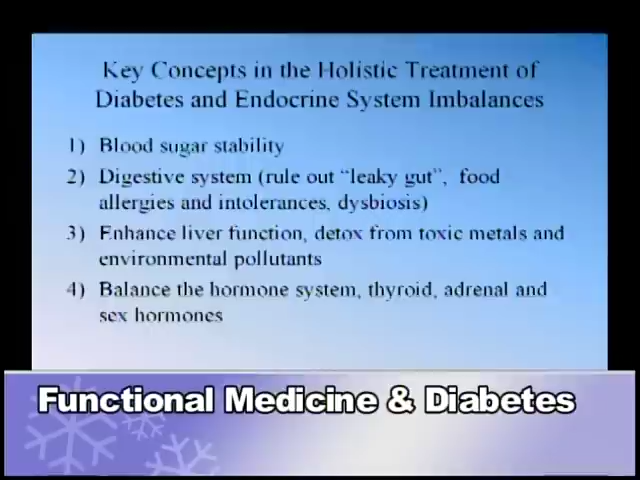 Key Concepts in the Holistic Treatment of
Diabetes and Endocrine System Imbalances
1) Blood sugar stability
2) Digestive system (rule out “leaky gut”, food
allergies and intolerances, dysbiosis)
3) Enhance liver function, detox from toxic metals and
environmental pollutants
4) Balance the hormone system, thyroid, adrenal and
sex hormones
Functional Medicine & Diabetes